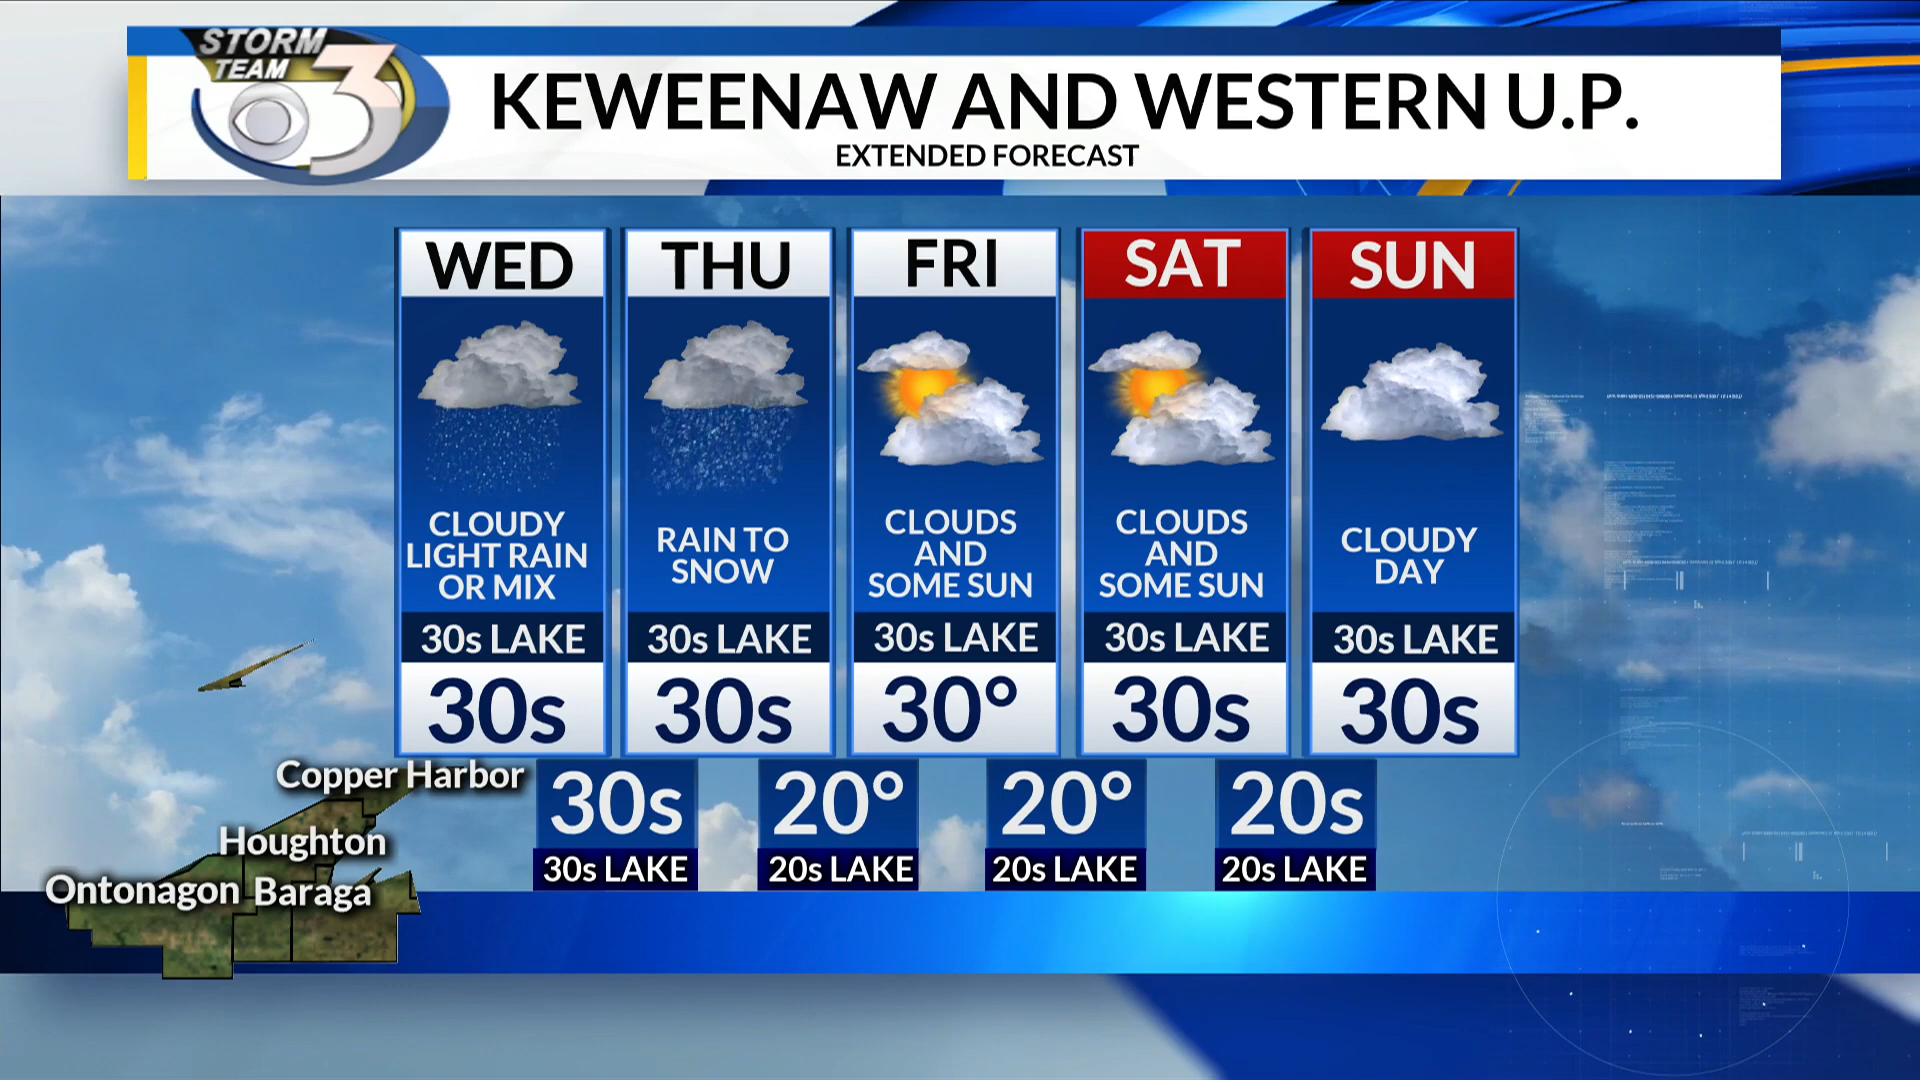 STORM
TEAM
3
KEWEENAW AND WESTERN U.P.
EXTENDED FORECAST
WED
CLOUDY
LIGHT RAIN
OR MIX
30s LAKE
30s
THU
RAIN TO
SNOW
30s LAKE
30s
FRI
CLOUDS
AND
SOME SUN
30s LAKE
30°
SAT
CLOUDS
AND
SOME SUN
30s LAKE
30s
SUN
CLOUDY
DAY
30s LAKE
30s
30s
30s LAKE
20°
20s LAKE
20°
20s LAKE
20s
20s LAKE
Copper Harbor
Houghton
Ontonagon
Baraga